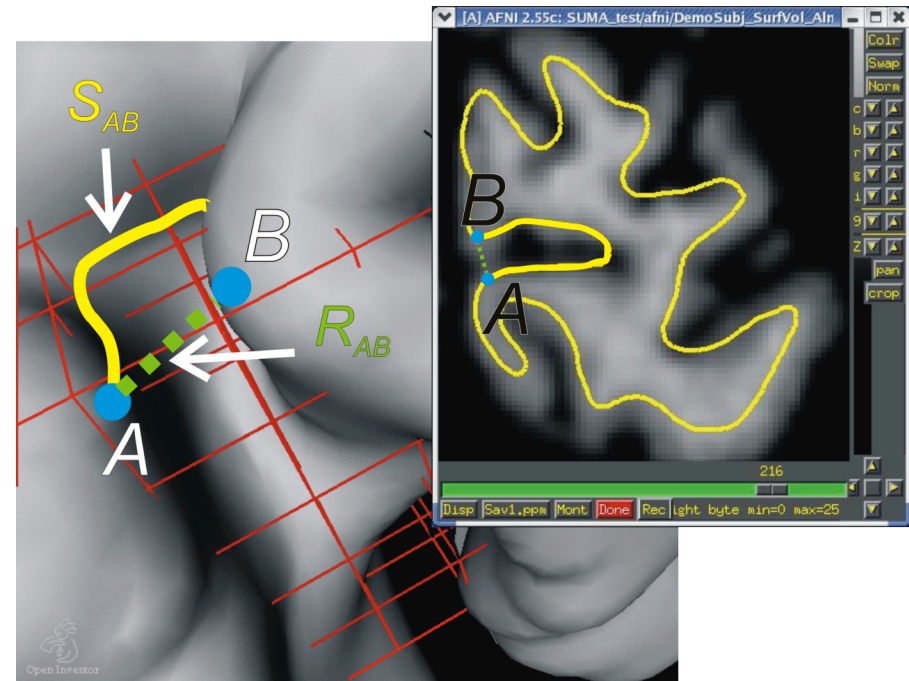 S_AB
B
R_AB
A
Open Inventor
[A] AFNI 2.55c: SUMA_test/afni/DemoSubj_SurfVol_Aln
Colr
Swap
Norm
c
b
r
g
i
9
Z
pan
crop
B
A
216
Disp Sav1.ppm Mont Done Rec ight byte min=0 max=25